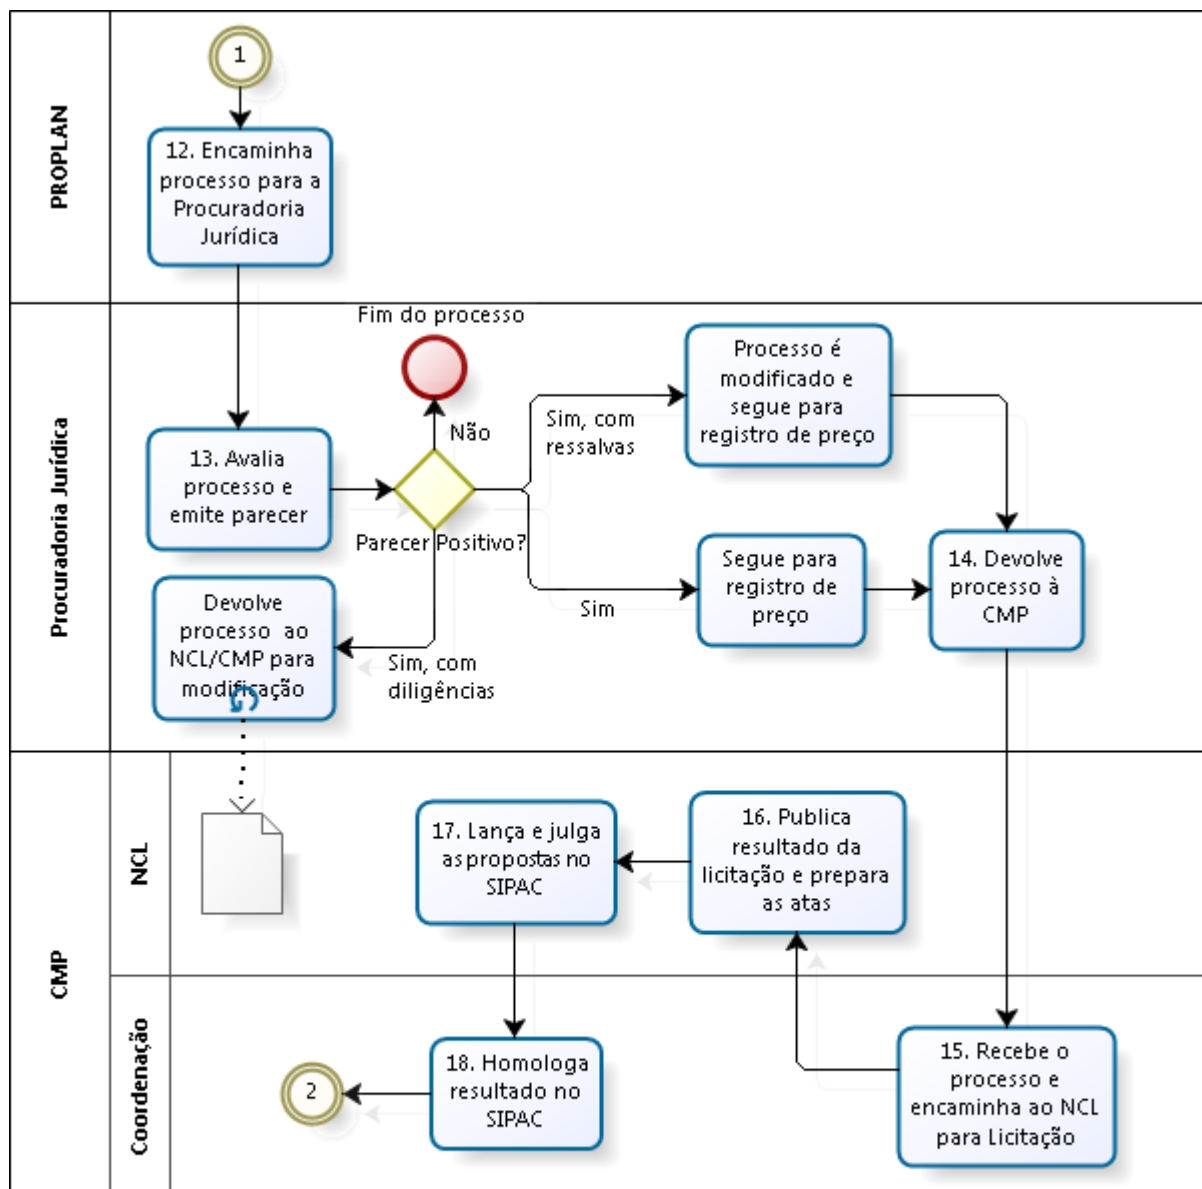 PROPLAN
1
12. Encaminha
processo para a
Procuradoria
Jurídica
Procuradoria Jurídica
Fim do processo
Não
13. Avalia
processo e
emite parecer
Parecer Positivo?
Sim, com
ressalvas
Processo é
modificado e
segue para
registro de preço
Sim
Segue para
registro de
preço
14. Devolve
processo à
CMP
Sim, com
diligências
Devolve
processo ao
NCL/CMP para
modificação
CMP
NCL
17. Lança e julga
as propostas no
SIPAC
16. Publica
resultado da
licitação e prepara
as atas
Coordenação
2
18. Homologa
resultado no
SIPAC
15. Recebe o
processo e
encaminha ao NCL
para Licitação